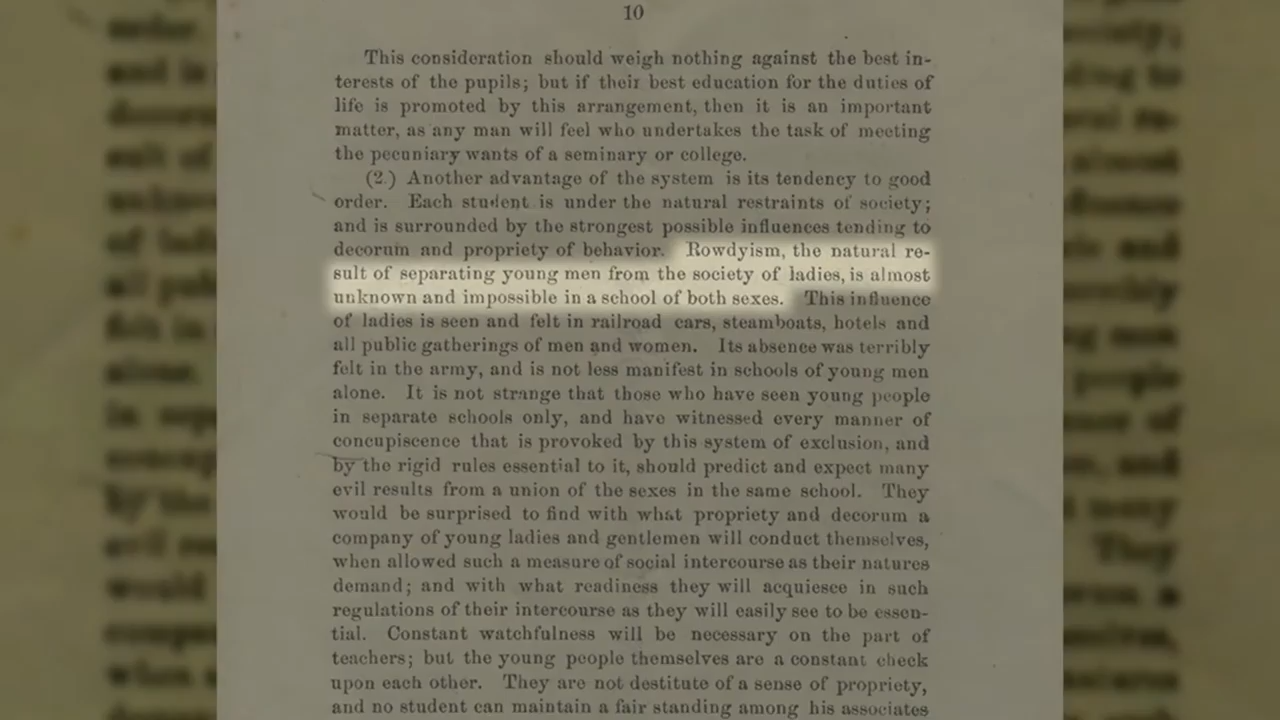 10
This consideration should weigh nothing against the best in-
terests of the pupils; but if their best education for the duties of
life is promoted by this arrangement, then it is an important
matter, as any man will feel who undertakes the task of meeting
the pecuniary wants of a seminary or college.
(2.) Another advantage of the system is its tendency to good
order. Each student is under the natural restraints of society;
and is surrounded by the strongest possible influences tending to
decorum and propriety of behavior. Rowdyism, the natural re-
sult of separating young men from the society of ladies, is almost
unknown and impossible in a school of both sexes. This influence
of ladies is seen and felt in railroad cars, steamboats, hotels and
all public gatherings of men and women. Its absence was terribly
felt in the army, and is not less manifest in schools of young men
alone. It is not strange that those who have seen young people
in separate schools only, and have witnessed every manner of
concupiscence that is provoked by this system of exclusion, and
by the rigid rules essential to it, should predict and expect many
evil results from a union of the sexes in the same school. They
would be surprised to find with what propriety and decorum a
company of young ladies and gentlemen will conduct themselves,
when allowed such a measure of social intercourse as their natures
demand; and with what readiness they will acquiesce in such
regulations of their intercourse as they will easily see to be essen-
tial. Constant watchfulness will be necessary on the part of
teachers; but the young people themselves are a constant check
upon each other. They are not destitute of a sense of propriety,
and no student can maintain a fair standing among his associates